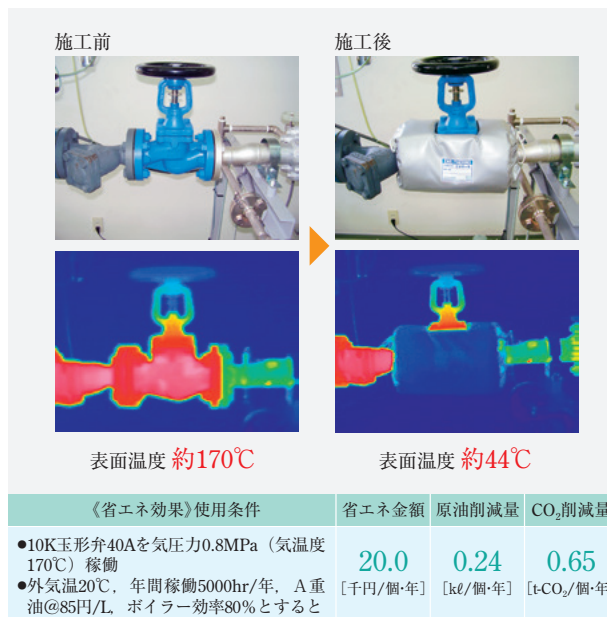 施工前
施工後
表面温度 約170℃
表面温度 約44℃
《省エネ効果》使用条件
省エネ金額
原油削減量
CO₂削減量
●10K玉形弁40Aを気圧力0.8MPa（気温度
170℃）稼働
●外気温20℃，年間稼働5000hr/年，A重
油@85円/L，ボイラー効率80%とすると
20.0
[千円/個·年]
0.24
[kℓ/個·年]
0.65
[t-CO₂/個·年